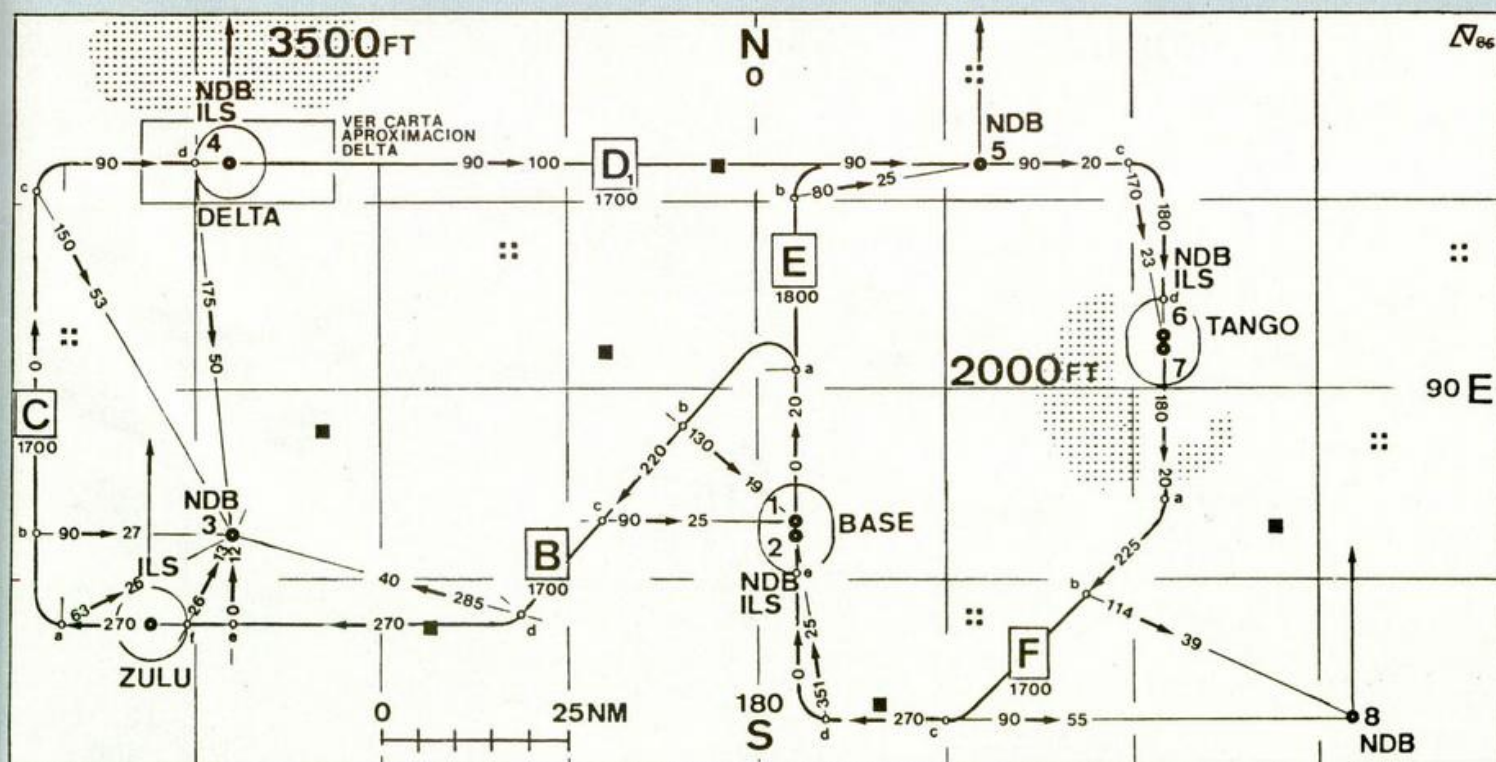 3500FT
N
0
86
NDB
ILS
4
VER CARTA
APROXIMACION
DELTA
NDB
5
c
90
d
90
100
D1
1700
90
90
20
c
b
80
25
DELTA
170
180
150
53
175
50
E
1800
23
NDB
ILS
d
6
TANGO
7
0
C
1700
a
2000FT
90 E
b
20
180
130
19
220
NDB
3
c
90
25
1
BASE
2
0
20
a
b
90
27
ILS
B
1700
NDB
ILS
e
225
63
26
26
13
12
0
40
285
b
114
39
a
270
f
e
270
d
ZULU
25
0
351
F
1700
0
25NM
180
S
d
270
c
90
55
8
NDB